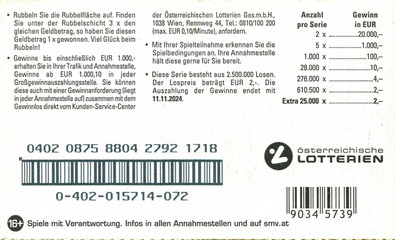 • Rubbeln Sie die Rubbelfläche auf. Finden
Sie unter der Rubbelschicht 3 x den
gleichen Geldbetrag, so haben Sie diesen
Geldbetrag 1 x gewonnen. Viel Glück beim
Rubbeln!
• Gewinne bis einschließlich EUR 1.000,-
erhalten Sie in Ihrer Trafik und Annahmestelle,
Gewinne ab EUR 1.000,10 in jeder
Großgewinnauszahlungsstelle. Sie können
diese auch mit einer Gewinnanforderung (liegt
in jeder Annahmestelle auf) zusammen mit dem
Gewinnlos direkt vom Kunden-Service-Center
der Österreichischen Lotterien Ges.m.b.H.,
1038 Wien, Rennweg 44, Tel.: 0810/100 200
(max. EUR 0,10/Minute), anfordern.
• Mit Ihrer Spielteilnahme erkennen Sie die
Spielbedingungen an. Ihre Annahmestelle
hält diese gerne für Sie bereit.
• Diese Serie besteht aus 2.500.000 Losen.
Der Lospreis beträgt EUR 2,-. Die
Auszahlung der Gewinne endet mit
11.11.2024.
Anzahl pro Serie Gewinn in EUR
2 x 20.000,–
5 x 1.000,–
1.000 x 100,–
28.000 x 10,–
276.000 x 4,–
610.500 x 2,–
Extra 25.000 x 2,–
0402 0875 8804 2792 1718
0-402-015714-072
österreichische
LOTTERIEN
9034 5739
16+ Spiele mit Verantwortung. Infos in allen Annahmestellen und auf smv.at